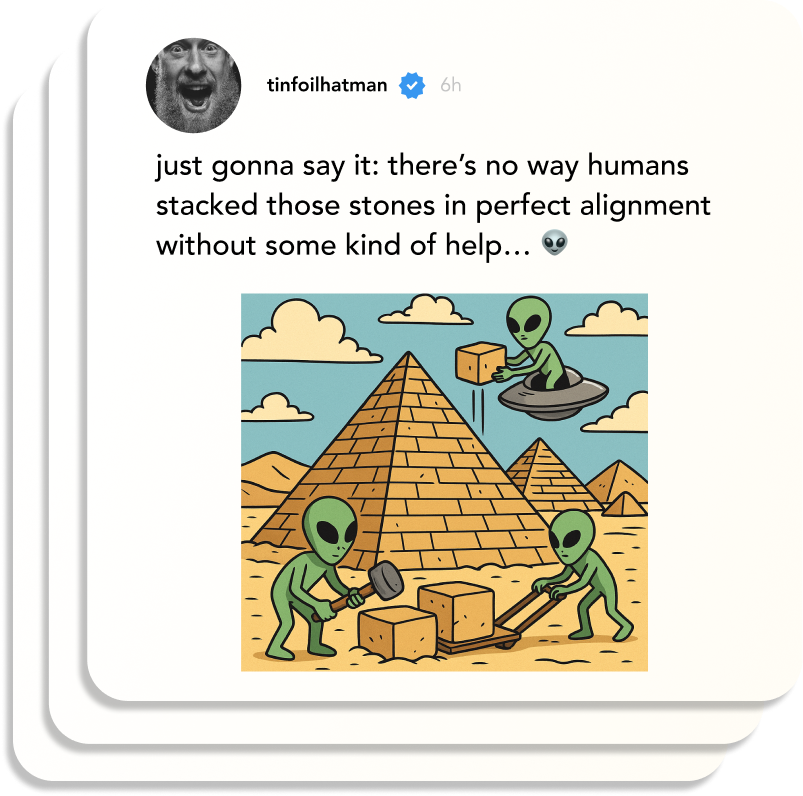 tinfoilhatman 6h
just gonna say it: there’s no way humans
stacked those stones in perfect alignment
without some kind of help… 👽